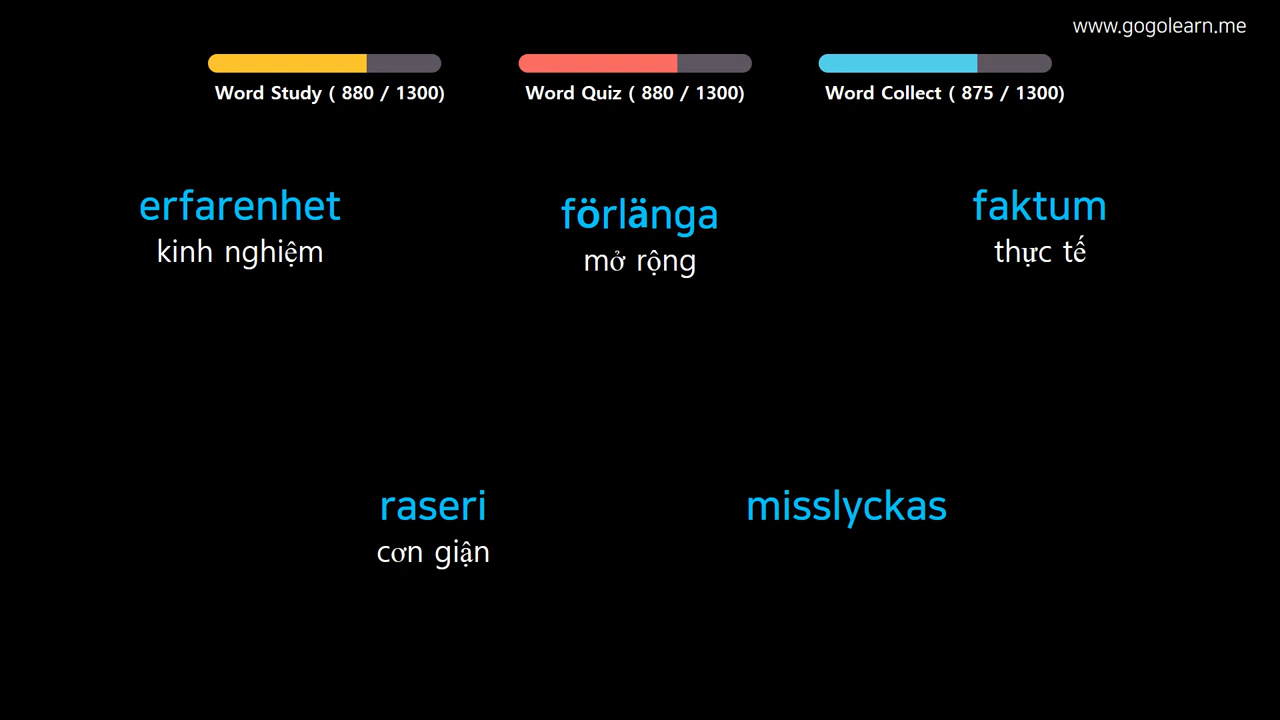 www.gogolearn.me
Word Study ( 880 / 1300)
Word Quiz ( 880 / 1300)
Word Collect ( 875 / 1300)
erfarenhet
kinh nghiệm
förlänga
mở rộng
faktum
thực tế
raseri
cơn giận
misslyckas